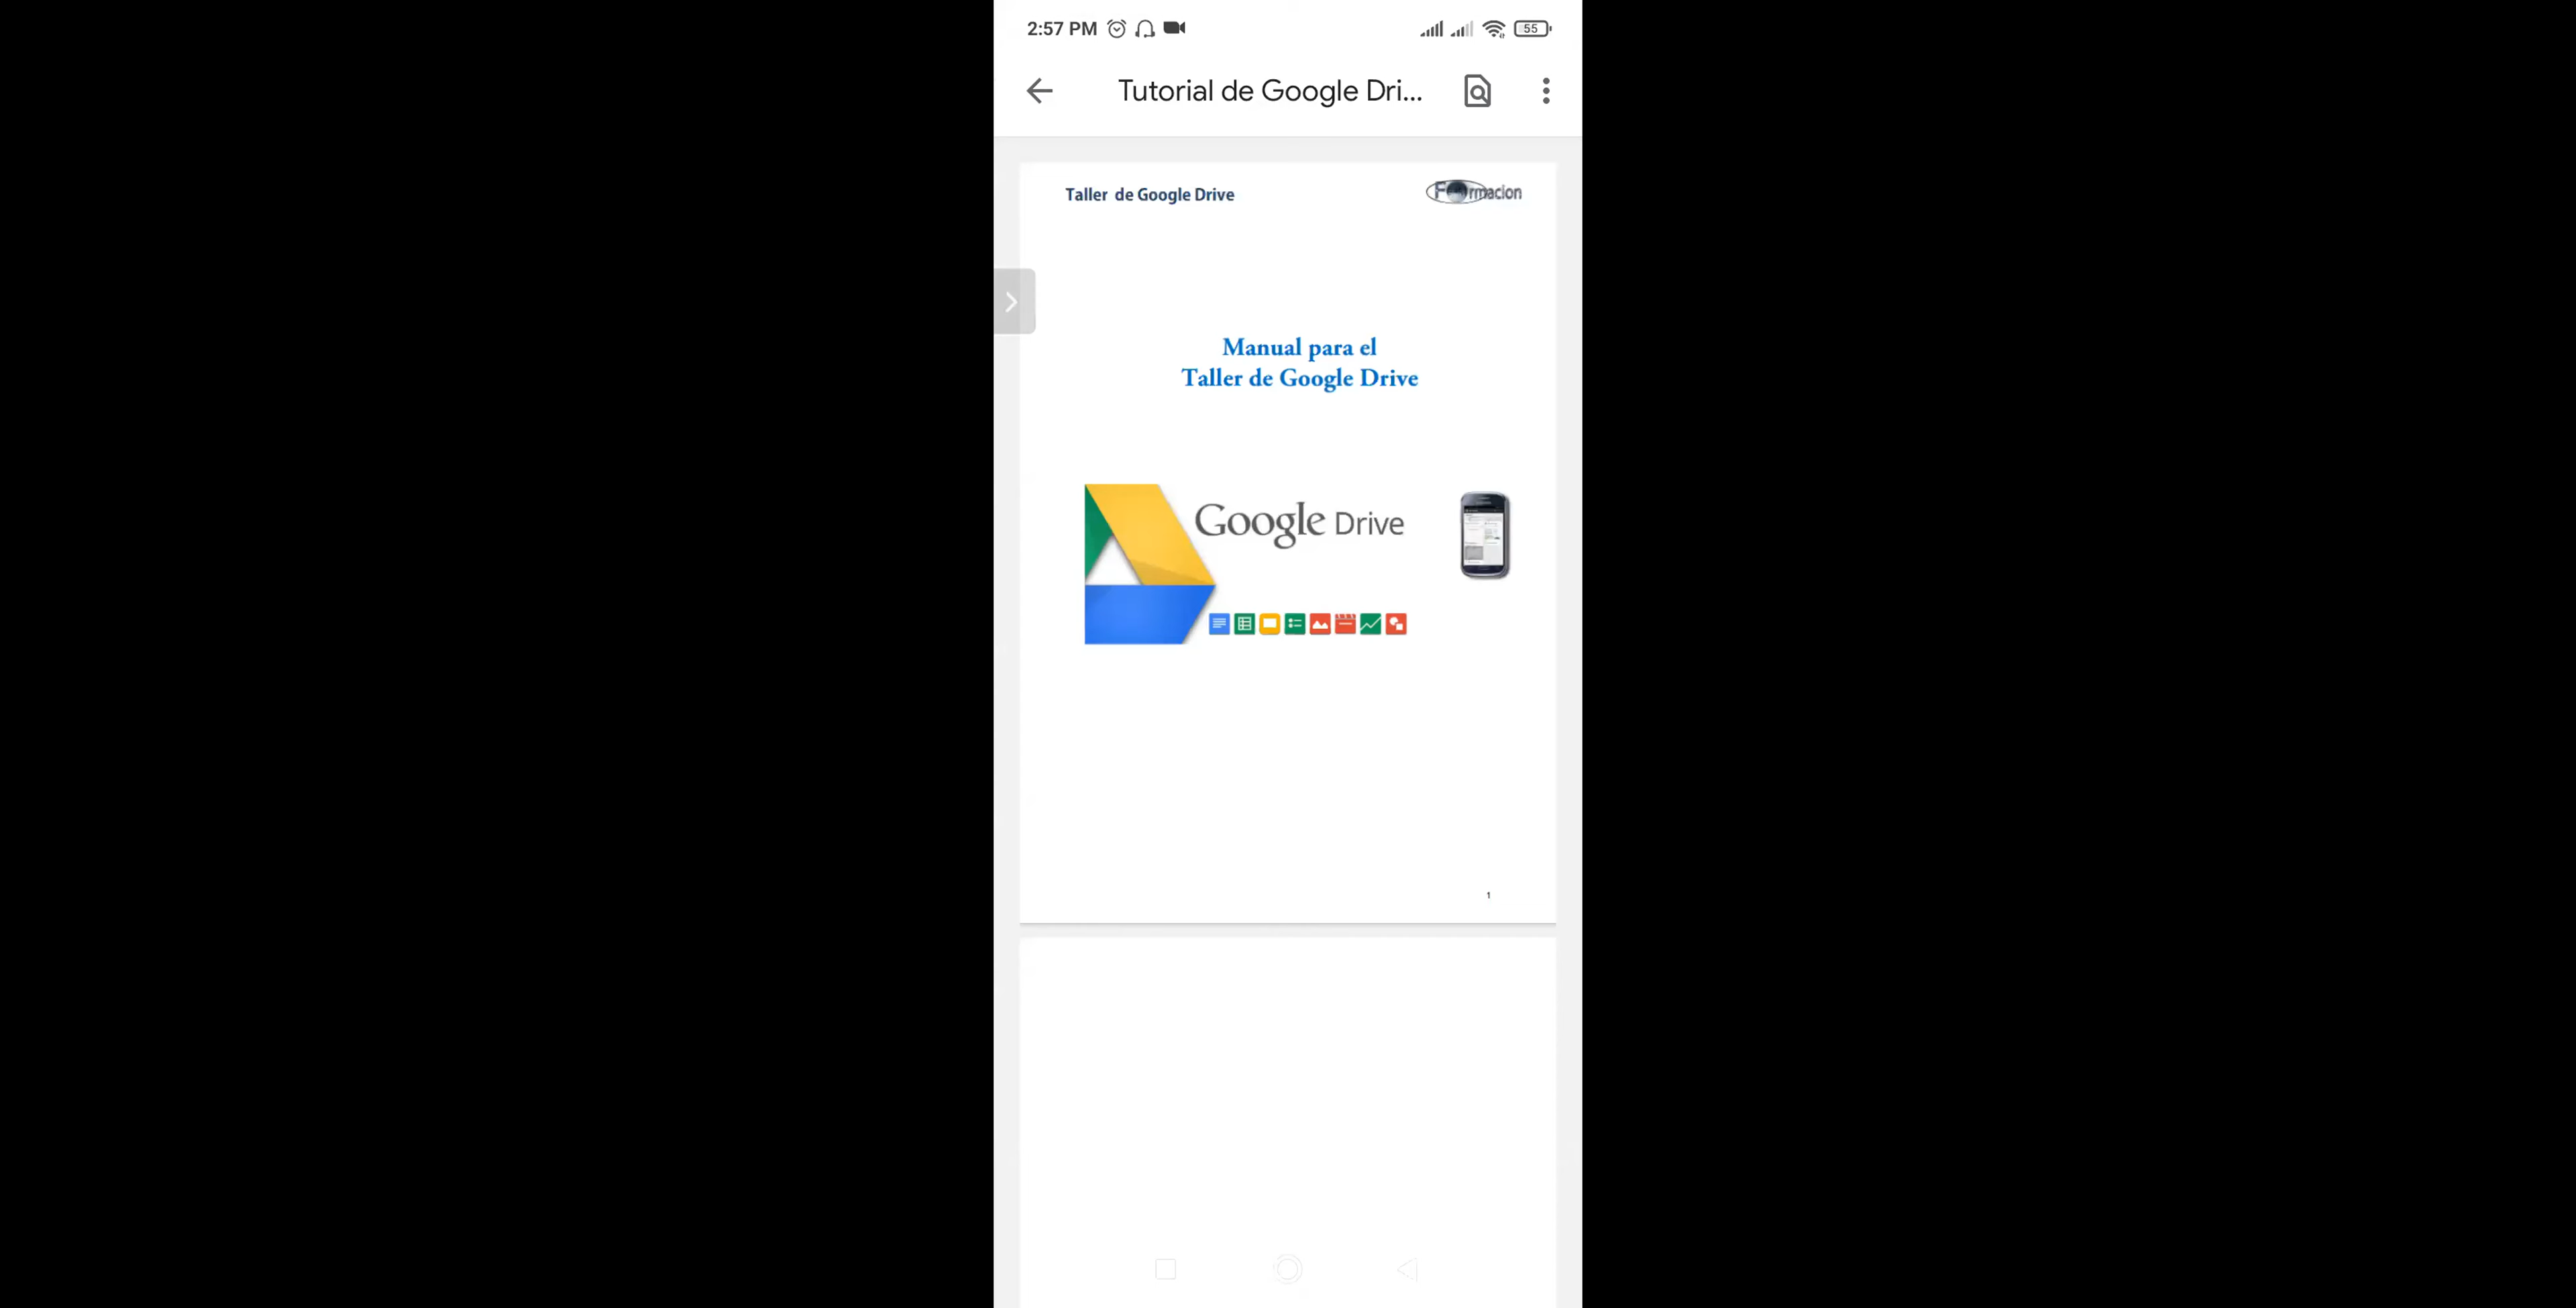 2:57 PM
55
Tutorial de Google Dri...
Taller de Google Drive
Formacion
Manual para el
Taller de Google Drive
Google Drive
1